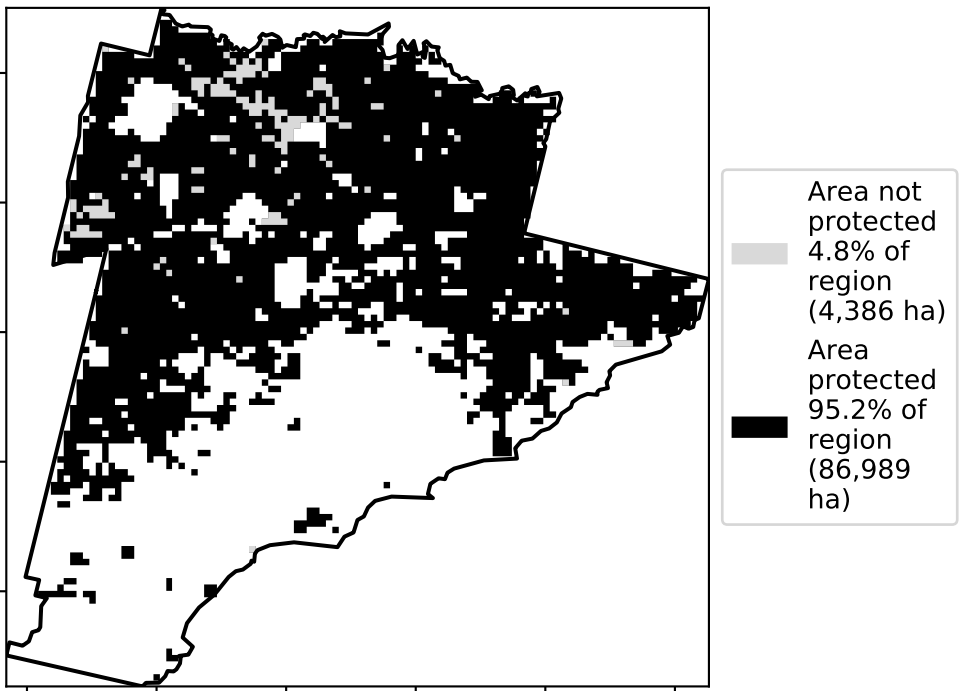 Area not
protected
4.8% of
region
(4,386 ha)
Area
protected
95.2% of
region
(86,989
ha)